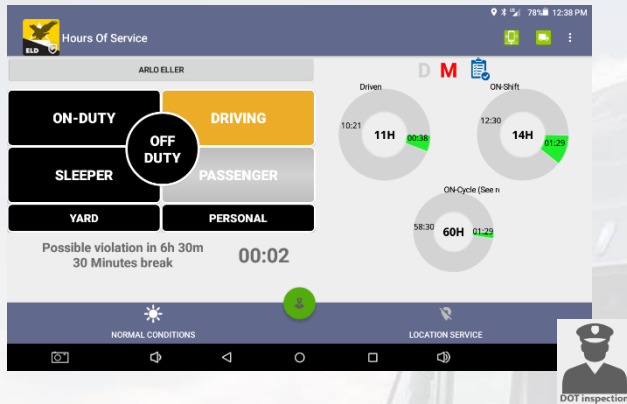 78% 12:38 PM
ELD
Hours Of Service
ARLO ELLER
D M
ON-DUTY
DRIVING
OFF
DUTY
SLEEPER
PASSENGER
YARD
PERSONAL
Possible violation in 6h 30m
30 Minutes break
00:02
Driven
10:21
11H
00:38
ON-Shift
12:30
14H
01:29
ON-Cycle (See
58:30
60H
01:29
NORMAL CONDITIONS
LOCATION SERVICE
DOT inspection